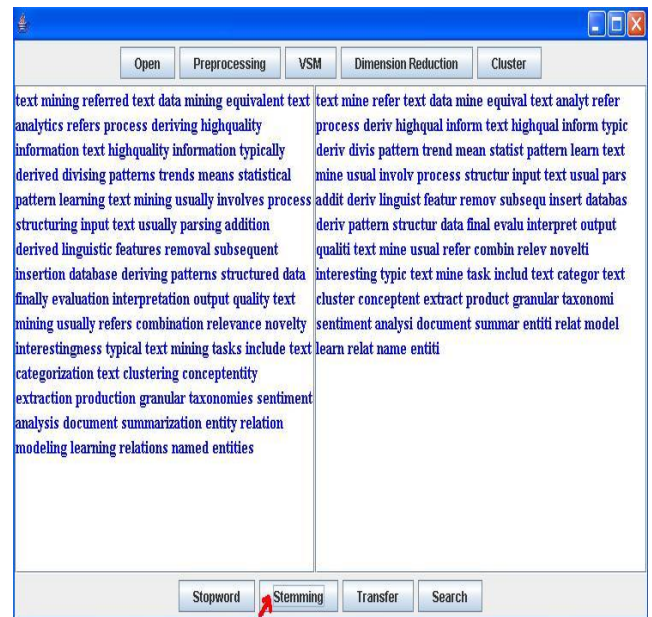 Open Preprocessing VSM Dimension Reduction Cluster
text mining referred text data mining equivalent text
analytics refers process deriving highquality
information text highquality information typically
derived divising patterns trends means statistical
pattern learning text mining usually involves process
structuring input text usually parsing addition
derived linguistic features removal subsequent
insertion database deriving patterns structured data
finally evaluation interpretation output quality text
mining usually refers combination relevance novelty
interestingness typical text mining tasks include text
categorization text clustering conceptentity
extraction production granular taxonomies sentiment
analysis document summarization entity relation
modeling learning relations named entities
text mine refer text data mine equival text analyt refer
process deriv highqual inform text highqual inform typic
deriv divis pattern trend mean statist pattern learn text
mine usual involv process structur input text usual pars
addit deriv linguist featur remov subsequ insert databas
deriv pattern structur data final evalu interpret output
qualiti text mine usual refer combin relev novelti
interesting typic text mine task includ text categor text
cluster conceptent extract product granular taxonomi
sentiment analysi document summar entiti relat model
learn relat name entiti
Stopword Stemming Transfer Search